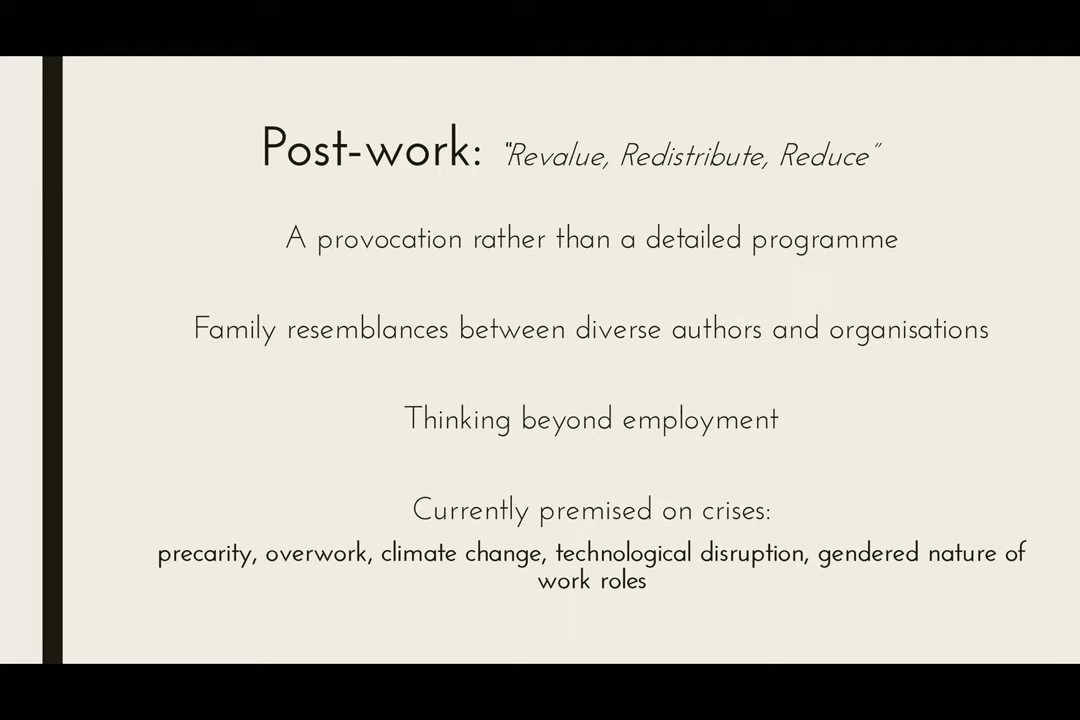 Post-work: "Revalue, Redistribute, Reduce”
A provocation rather than a detailed programme
Family resemblances between diverse authors and organisations
Thinking beyond employment
Currently premised on crises:
precarity, overwork, climate change, technological disruption, gendered nature of
work roles